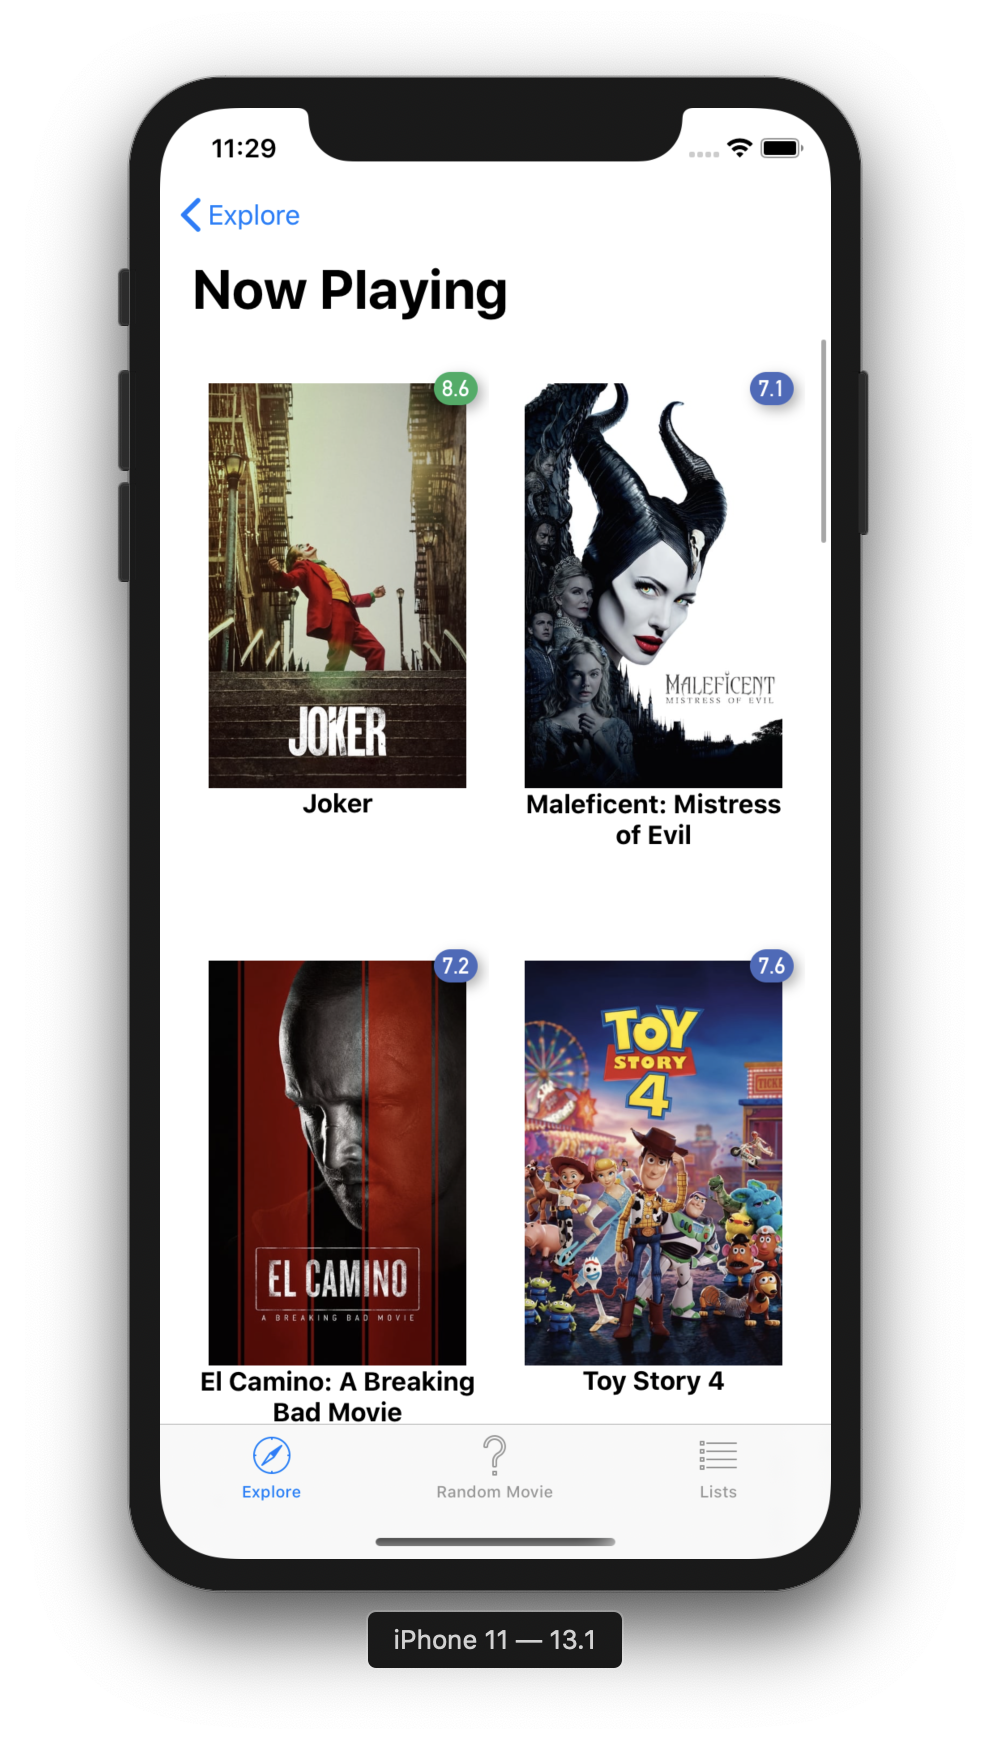 11:29
Explore
Now Playing
8.6
7.1
JOKER
MALEFICENT
MISTRESS OF EVIL
Joker
Maleficent: Mistress
of Evil
7.2
7.6
TOY
STORY
4
TICKE
EL CAMINO
A BREAKING BAD MOVIE
El Camino: A Breaking
Bad Movie
Toy Story 4
Explore
Random Movie
Lists
iPhone 11 — 13.1